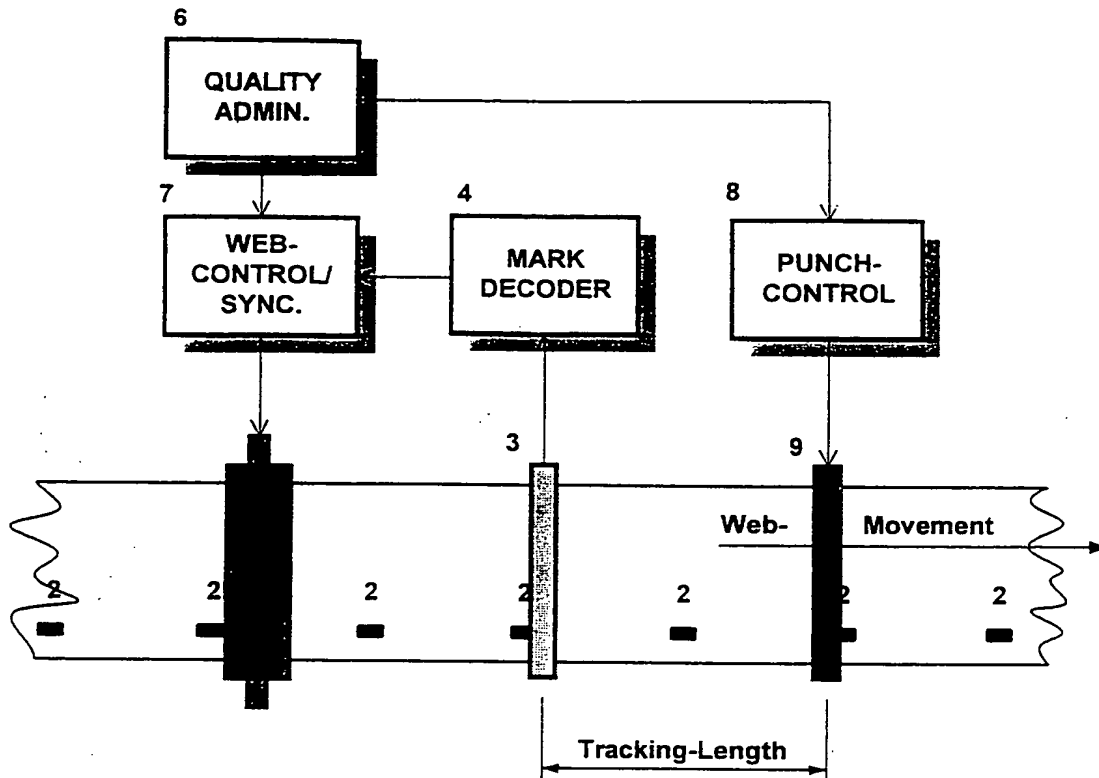 6
QUALITY
ADMIN.
7
4
8
WEB-
CONTROL/
SYNC.
MARK
DECODER
PUNCH-
CONTROL
3
9
Web- Movement
2 2 2 2 2 2 2
Tracking-Length